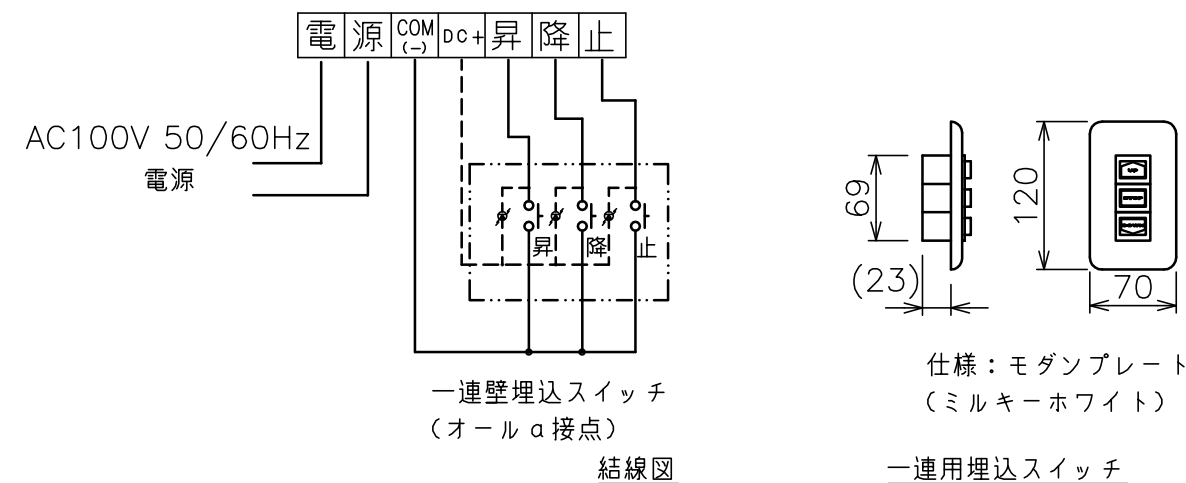 電 源 COM(-) DC+ 昇 降 止
AC100V 50/60Hz
電源
昇 降 止
一連壁埋込スイッチ
(オールa接点)
結線図
69
(23)
120
70
UP
仕様:モダンプレート
(ミルキーホワイト)
一連用埋込スイッチ